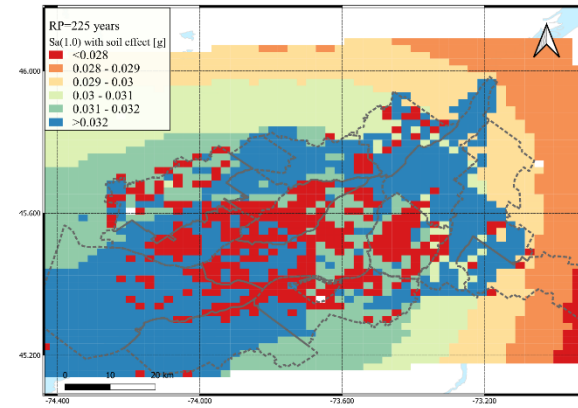 RP=225 years
Sa(1.0) with soil effect [g]
<0.028
0.028 - 0.029
0.029 - 0.03
0.03 - 0.031
0.031 - 0.032
>0.032
46.000
45.600
45.200
0 10 20 km
-74.400 -74.000 -73.600 -73.200